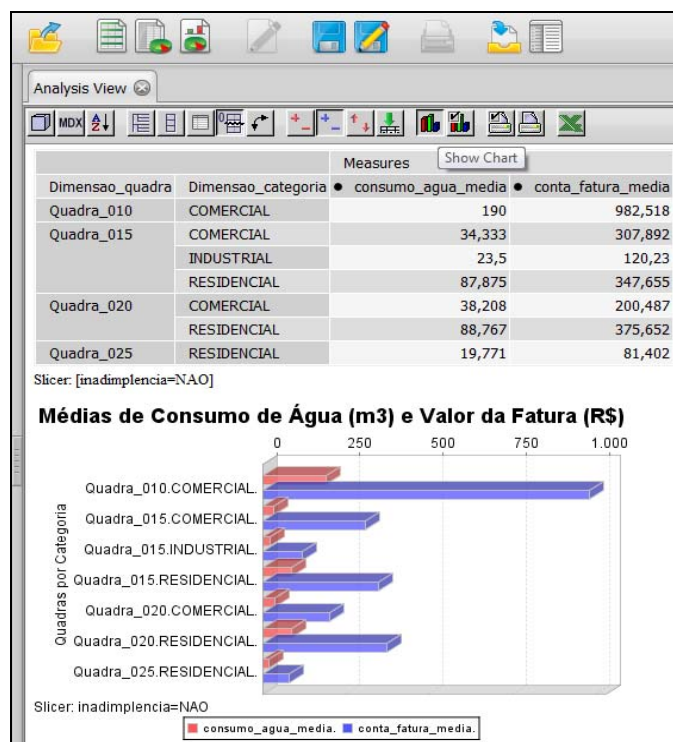 Analysis View
MDX
Measures
Show Chart
Dimensao_quadra Dimensao_categoria ● consumo_agua_media ● conta_fatura_media
Quadra_010 COMERCIAL 190 982,518
Quadra_015 COMERCIAL 34,333 307,892
INDUSTRIAL 23,5 120,23
RESIDENCIAL 87,875 347,655
Quadra_020 COMERCIAL 38,208 200,487
RESIDENCIAL 88,767 375,652
Quadra_025 RESIDENCIAL 19,771 81,402
Slicer: [inadimplencia=NAO]
Médias de Consumo de Água (m3) e Valor da Fatura (R$)
0 250 500 750 1.000
Quadras por Categoria
Quadra_010.COMERCIAL.
Quadra_015.COMERCIAL.
Quadra_015.INDUSTRIAL.
Quadra_015.RESIDENCIAL.
Quadra_020.COMERCIAL.
Quadra_020.RESIDENCIAL.
Quadra_025.RESIDENCIAL.
Slicer: inadimplencia=NAO
consumo_agua_media. conta_fatura_media.